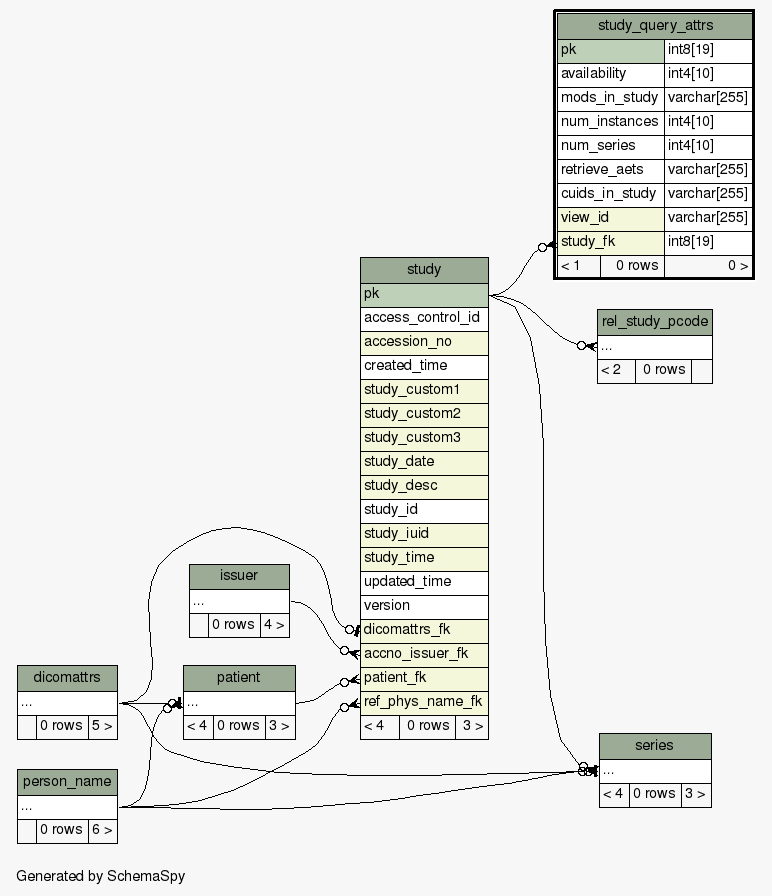 study_query_attrs
pk int8[19]
availability int4[10]
mods_in_study varchar[255]
num_instances int4[10]
num_series int4[10]
retrieve_aets varchar[255]
cuids_in_study varchar[255]
view_id varchar[255]
study_fk int8[19]
< 1 0 rows 0 >
study
pk
access_control_id
accession_no
created_time
study_custom1
study_custom2
study_custom3
study_date
study_desc
study_id
study_iuid
study_time
updated_time
version
dicomattrs_fk
accno_issuer_fk
patient_fk
ref_phys_name_fk
< 4 0 rows 3 >
rel_study_pcode
...
< 2 0 rows
issuer
...
0 rows 4 >
dicomattrs
...
0 rows 5 >
patient
...
< 4 0 rows 3 >
series
...
< 4 0 rows 3 >
person_name
...
0 rows 6 >
Generated by SchemaSpy